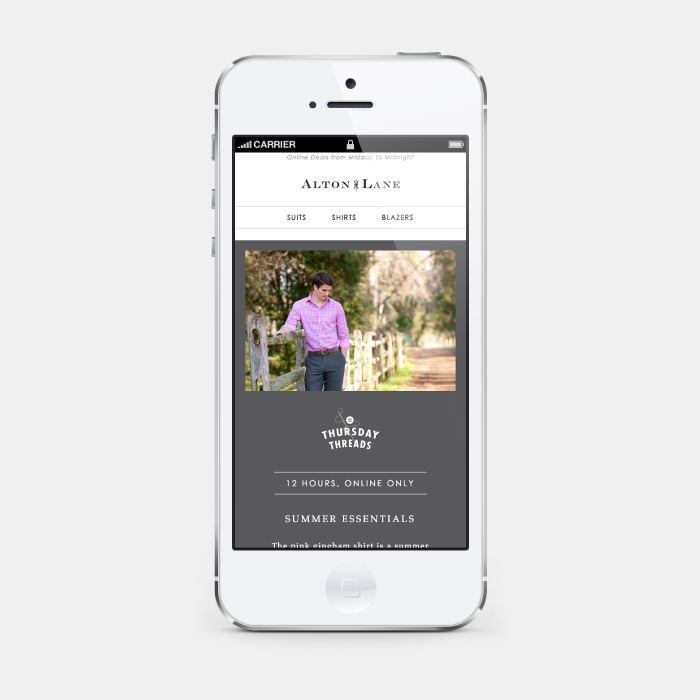 CARRIER
Online Deals from Midday to Midnight
ALTON LANE
SUITS SHIRTS BLAZERS
THURSDAY
THREADS
12 HOURS, ONLINE ONLY
SUMMER ESSENTIALS
The pink gingham shirt is a summer